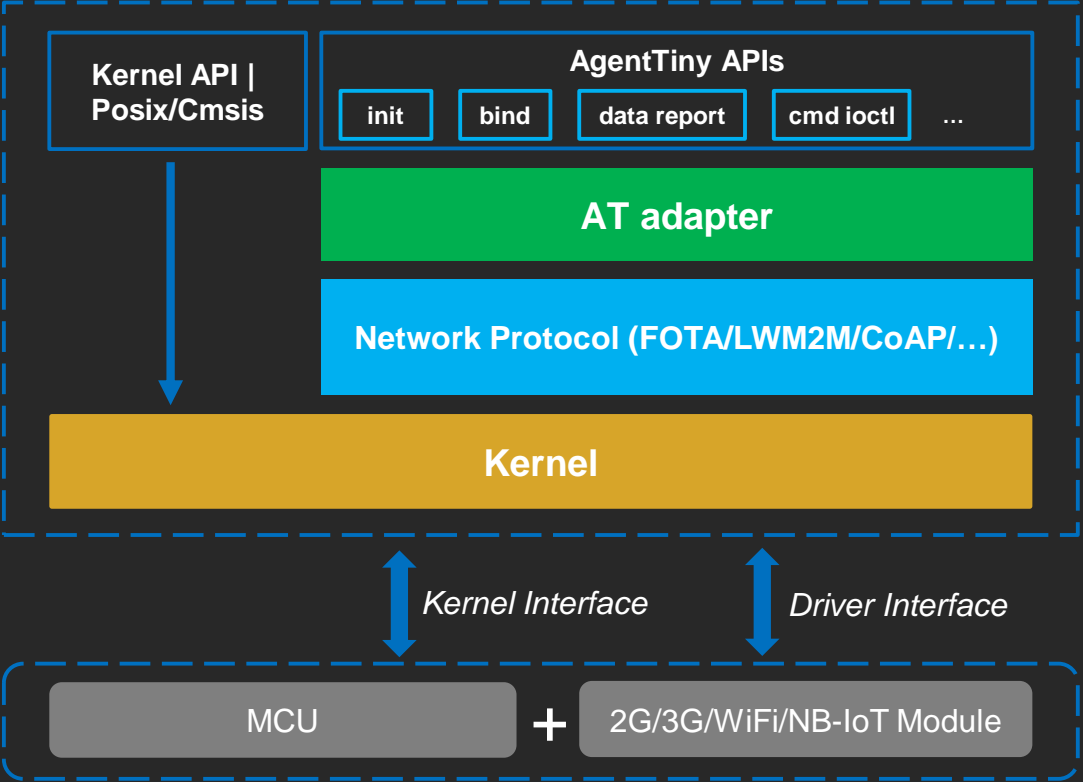 Kernel API |
Posix/Cmsis
AgentTiny APIs
init
bind
data report
cmd ioctl
…
AT adapter
Network Protocol (FOTA/LWM2M/CoAP/…)
Kernel
Kernel Interface
Driver Interface
MCU
+
2G/3G/WiFi/NB-IoT Module